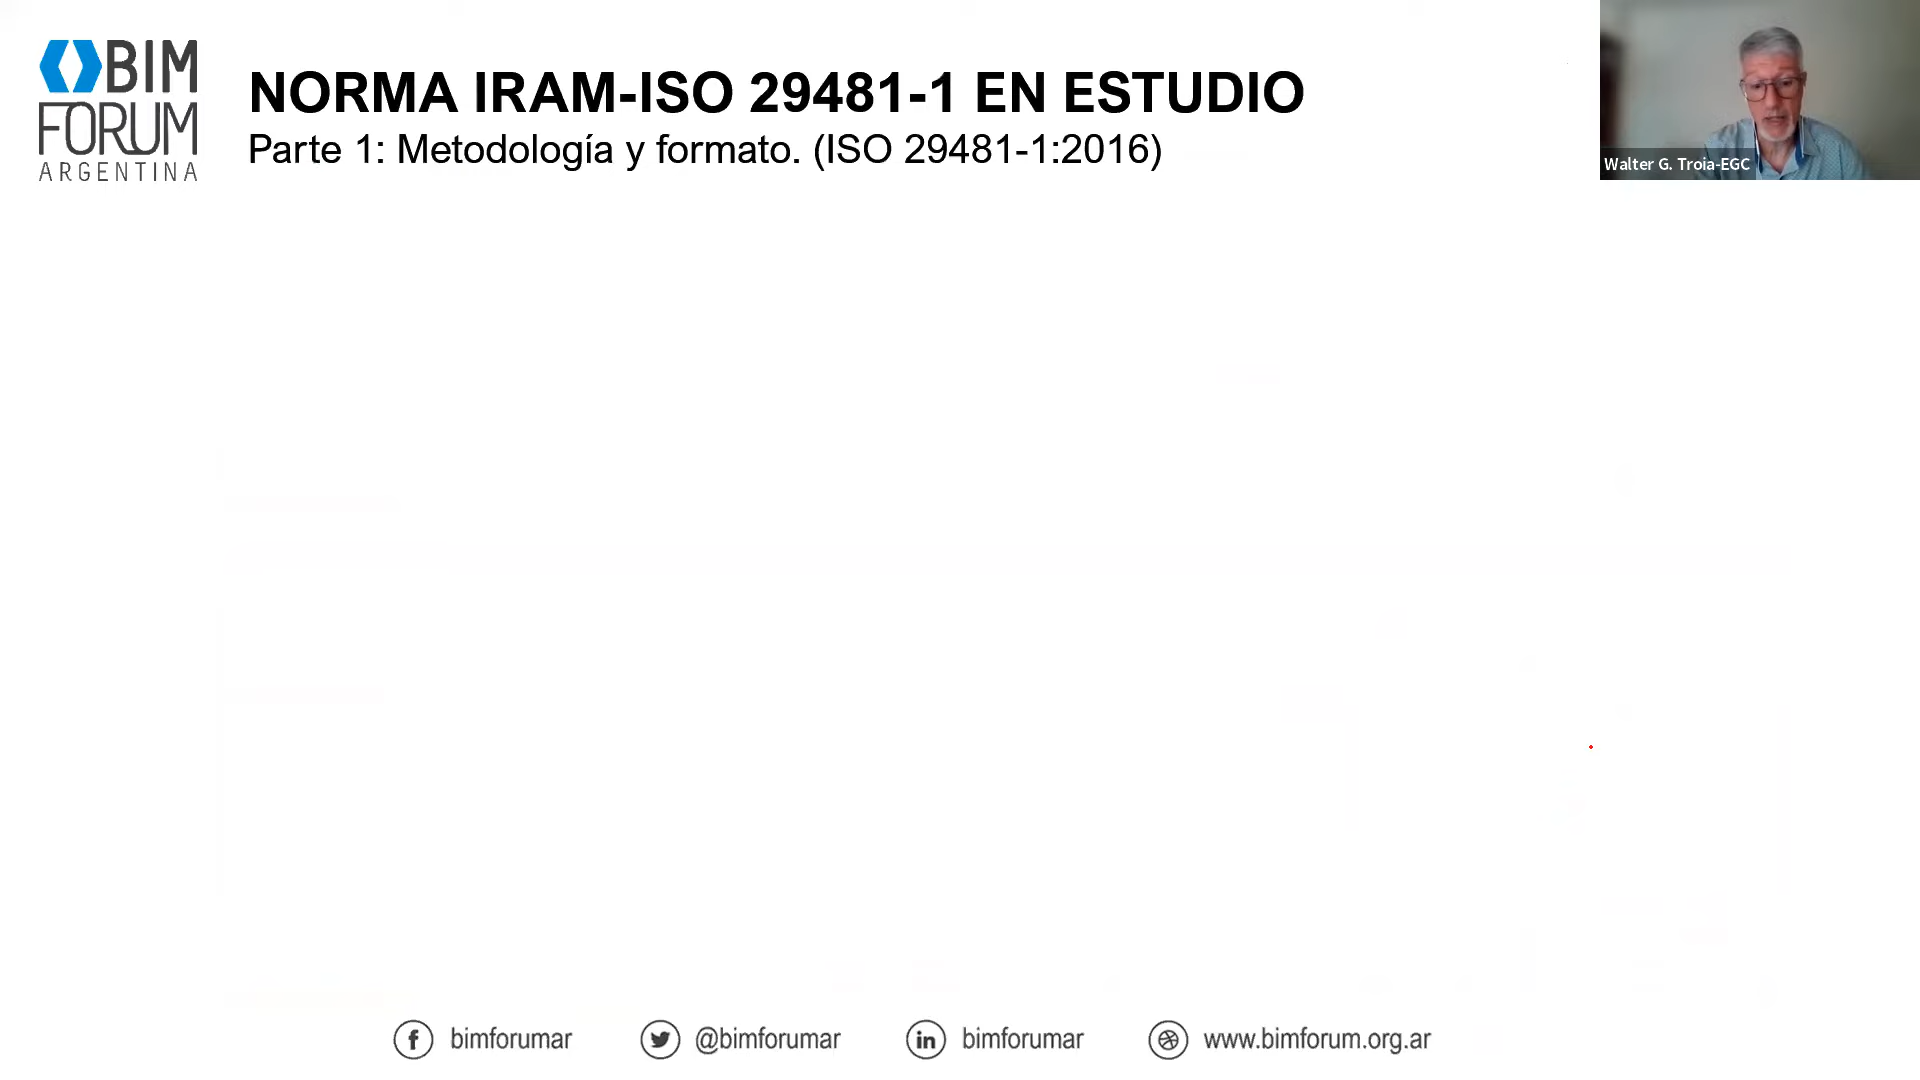 BIM
FORUM
ARGENTINA
NORMA IRAM-ISO 29481-1 EN ESTUDIO
Parte 1: Metodología y formato. (ISO 29481-1:2016)
Walter G. Troia-EGC
bimforumar
@bimforumar
bimforumar
www.bimforum.org.ar